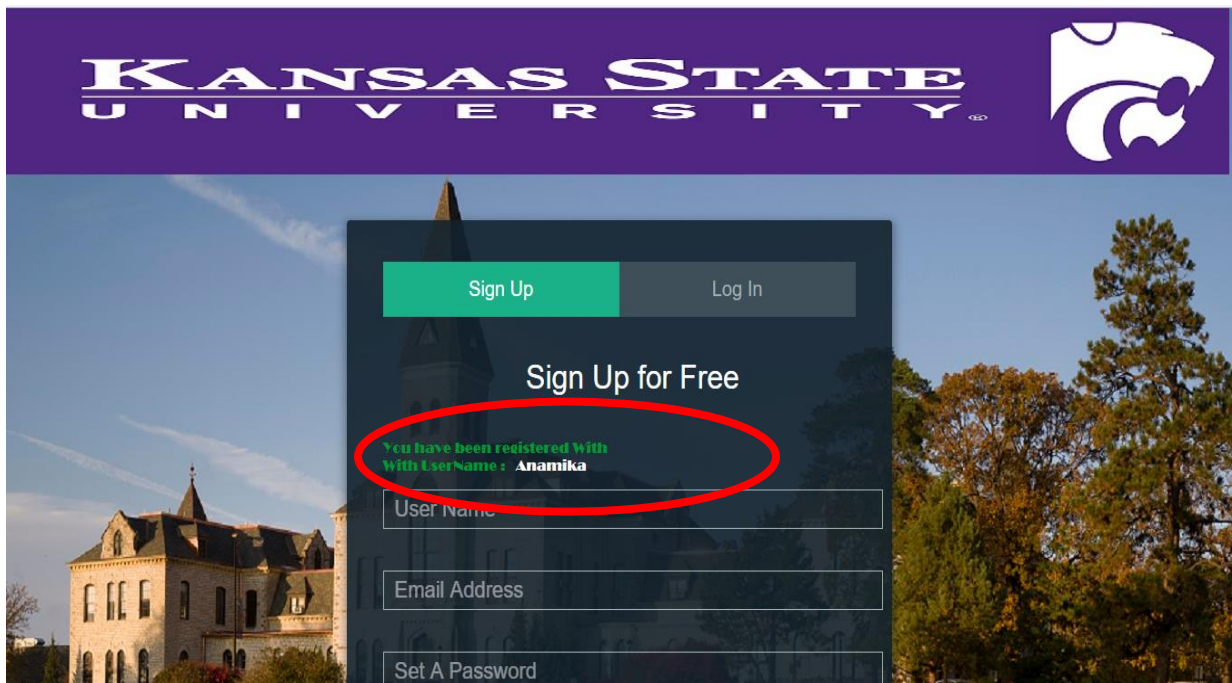 KANSAS STATE
UNIVERSITY®
Sign Up
Log In
Sign Up for Free
You have been registered With
With UserName : Anamika
User Name
Email Address
Set A Password